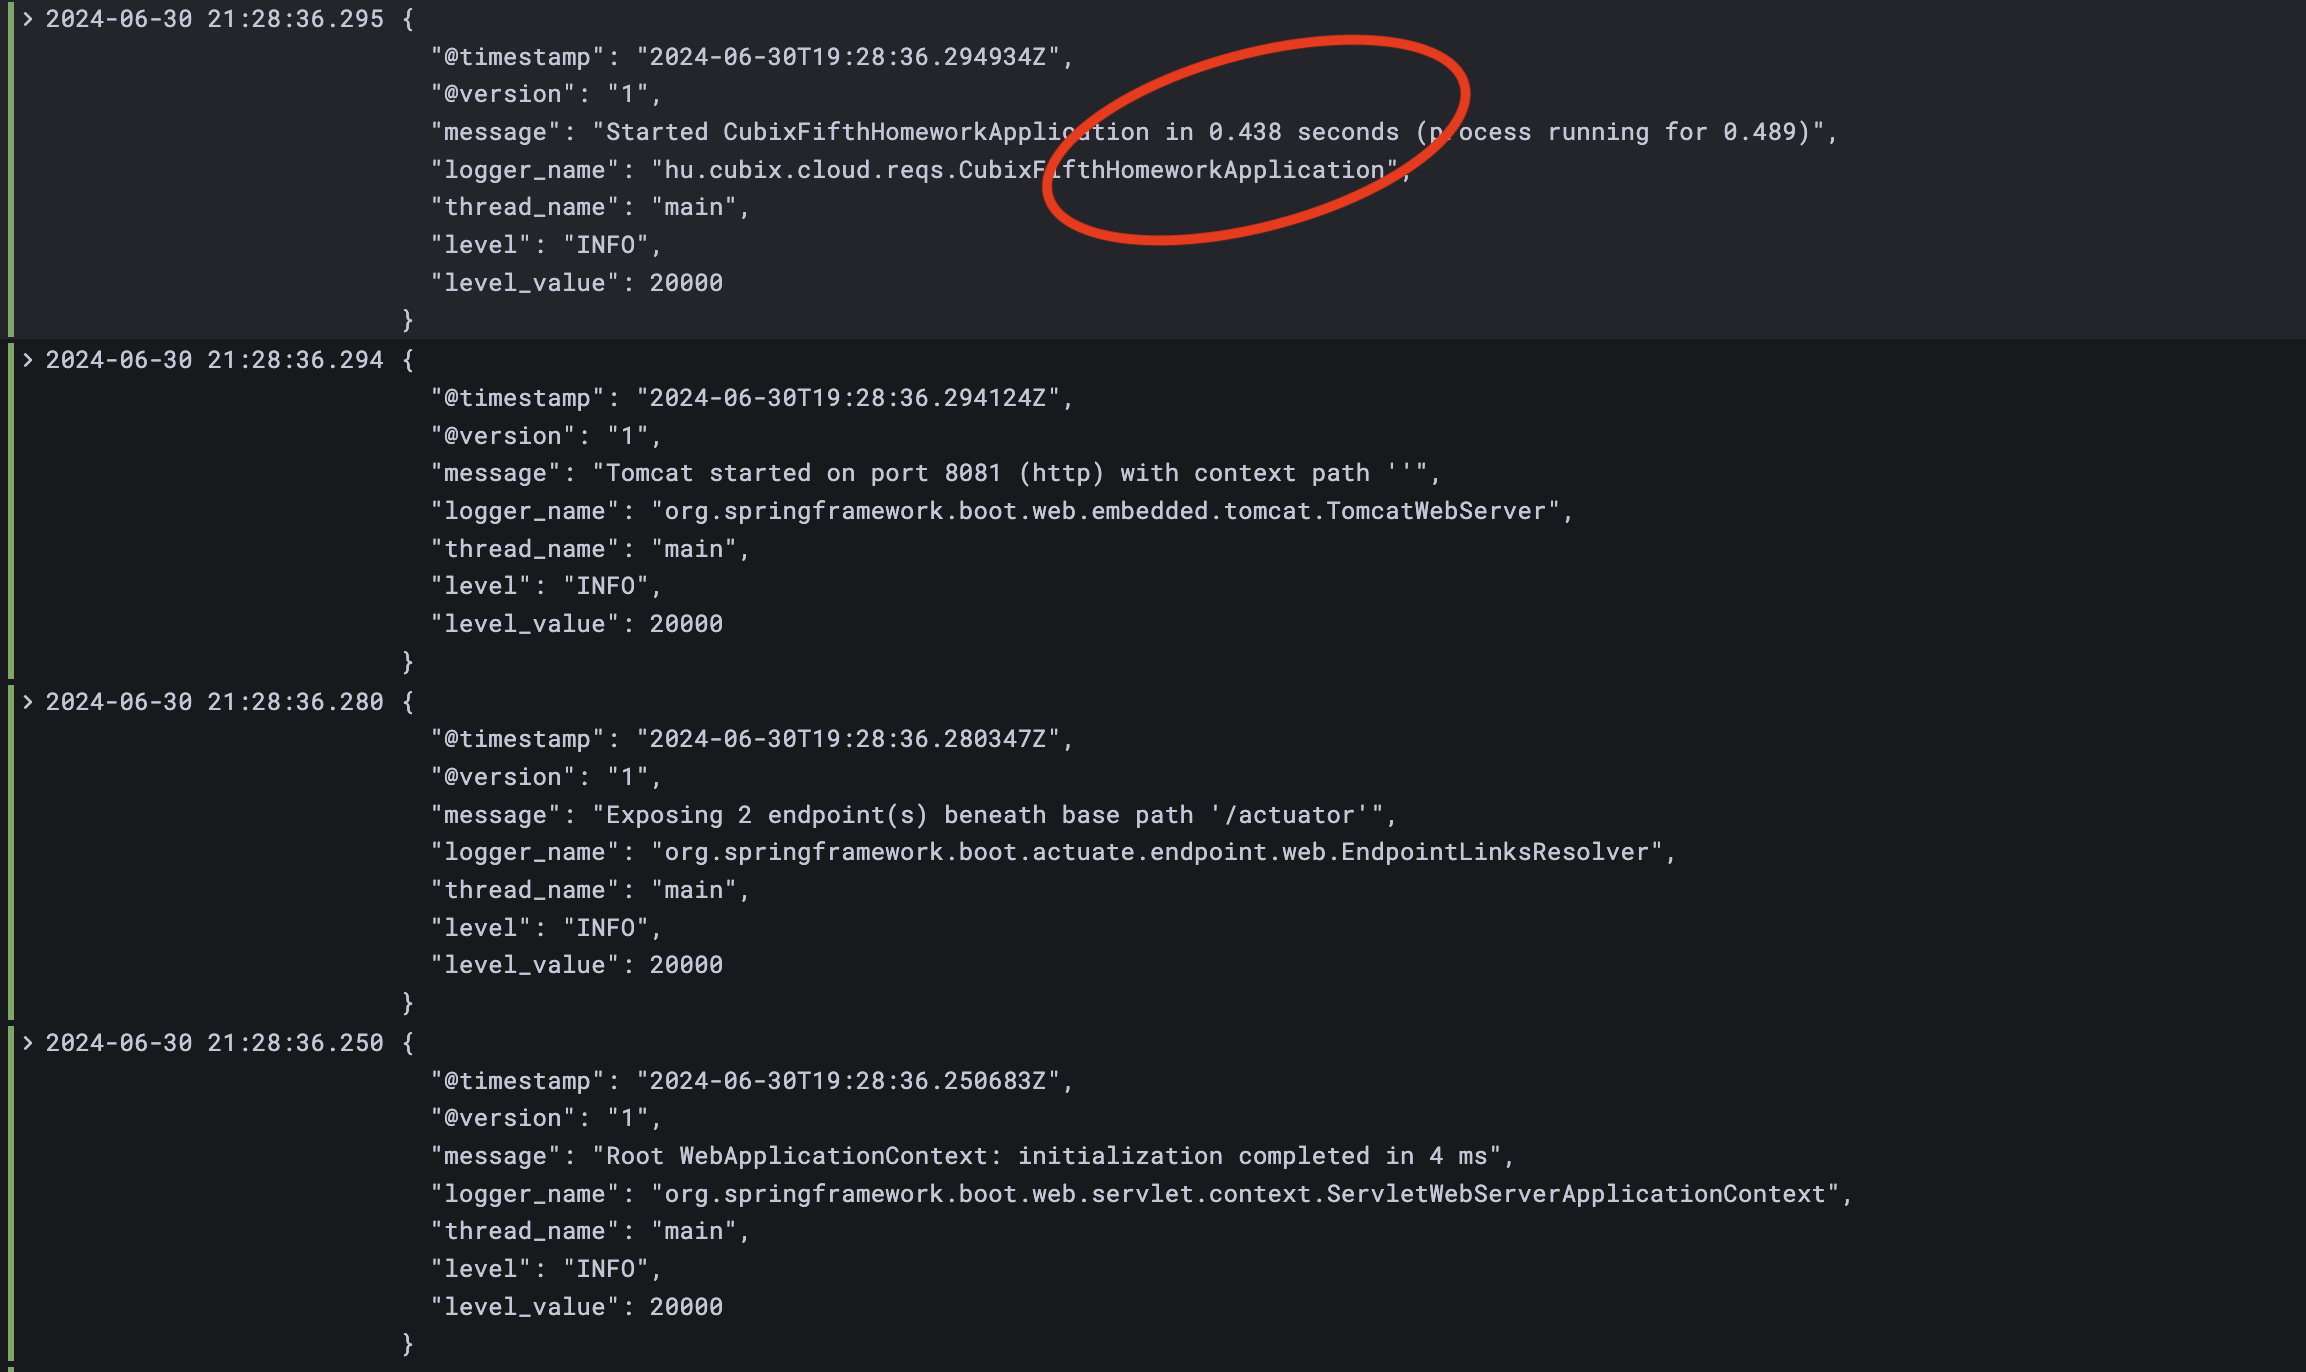 2024-06-30 21:28:36.295 {
"@timestamp": "2024-06-30T19:28:36.294934Z",
"@version": "1",
"message": "Started CubixFifthHomeworkApplication in 0.438 seconds (process running for 0.489)",
"logger_name": "hu.cubix.cloud.reqs.CubixFifthHomeworkApplication",
"thread_name": "main",
"level": "INFO",
"level_value": 20000
}
2024-06-30 21:28:36.294 {
"@timestamp": "2024-06-30T19:28:36.294124Z",
"@version": "1",
"message": "Tomcat started on port 8081 (http) with context path ''",
"logger_name": "org.springframework.boot.web.embedded.tomcat.TomcatWebServer",
"thread_name": "main",
"level": "INFO",
"level_value": 20000
}
2024-06-30 21:28:36.280 {
"@timestamp": "2024-06-30T19:28:36.280347Z",
"@version": "1",
"message": "Exposing 2 endpoint(s) beneath base path '/actuator'",
"logger_name": "org.springframework.boot.actuate.endpoint.web.EndpointLinksResolver",
"thread_name": "main",
"level": "INFO",
"level_value": 20000
}
2024-06-30 21:28:36.250 {
"@timestamp": "2024-06-30T19:28:36.250683Z",
"@version": "1",
"message": "Root WebApplicationContext: initialization completed in 4 ms",
"logger_name": "org.springframework.boot.web.servlet.context.ServletWebServerApplicationContext",
"thread_name": "main",
"level": "INFO",
"level_value": 20000
}